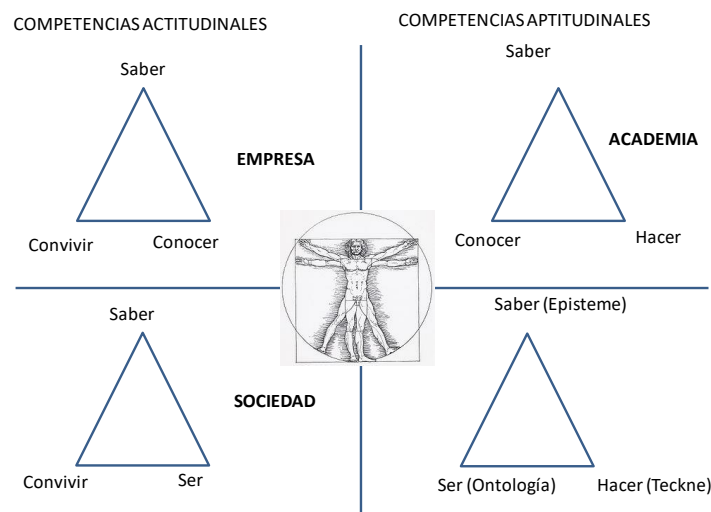 COMPETENCIAS ACTITUDINALES
COMPETENCIAS APTITUDINALES
Saber
EMPRESA
Convivir
Conocer
Saber
ACADEMIA
Conocer
Hacer
Saber
SOCIEDAD
Convivir
Ser
Saber (Episteme)
Ser (Ontología)
Hacer (Teckne)